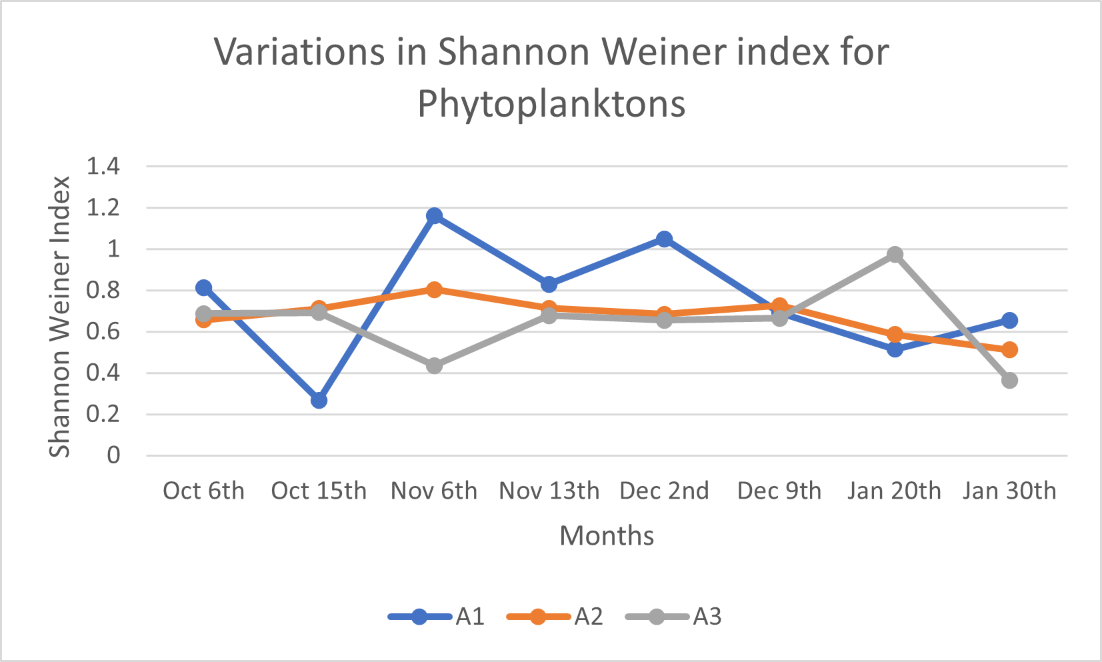 Variations in Shannon Weiner index for
Phytoplanktons
Shannon Weiner Index
1.4
1.2
1
0.8
0.6
0.4
0.2
0
Oct 6th Oct 15th Nov 6th Nov 13th Dec 2nd Dec 9th Jan 20th Jan 30th
Months
A1 A2 A3